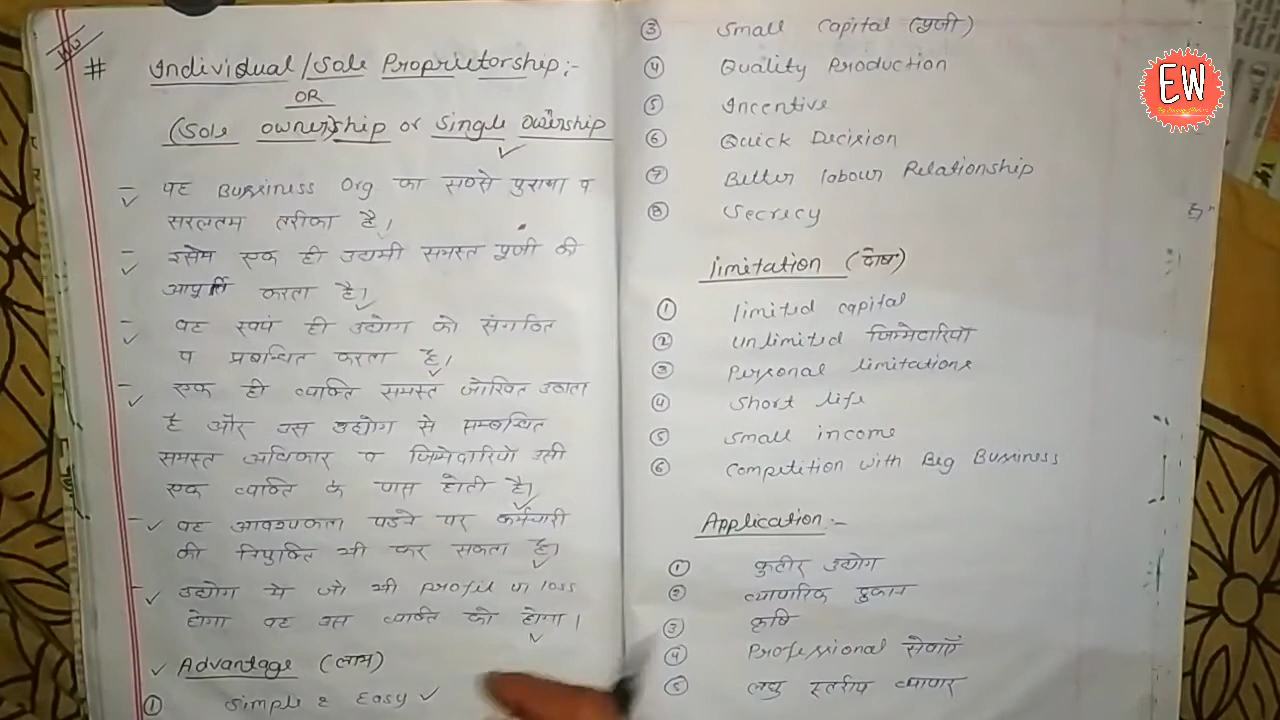 # Individual / Sole Proprietorship :-
OR
(Sole ownership or Single Ownership
यह Bussiness Org का सबसे पुराना व
सरलतम तरीका है।
इसेम एक ही उद्यमी समस्त पूंजी की
आपूर्ति करता है।
वह स्वयं ही उद्योग को संगठित
व प्रबन्धित करता है।
एक ही व्यक्ति समस्त जोखित उठाता
है और उस उद्योग से सम्बन्धित
समस्त अधिकार व जिम्मेदारियाँ उसी
एक व्यक्ति के पास होती है।
वह आवश्यकता पडने पर कर्मचारी
की नियुक्ति भी कर सकता है।
उद्योग मे जो भी profit या loss
होगा वह उस व्यक्ति को होगा।
Advantage (लाभ)
① Simple & Easy
③ Small Capital (पूंजी)
④ Quality Production
⑤ Incentive
⑥ Quick Decision
⑦ Better labour Relationship
⑧ Secrecy
limitation (दोष)
① limited capital
② Unlimited जिम्मेदारियाँ
③ Personal limitations
④ Short life
⑤ Small income
⑥ Competition with Big Bussiness
Application :-
① कुटीर उद्योग
② व्यापारिक दुकान
③ कृषि
④ Professional सेवाएँ
⑤ लघु स्तरीय व्यापार
EW